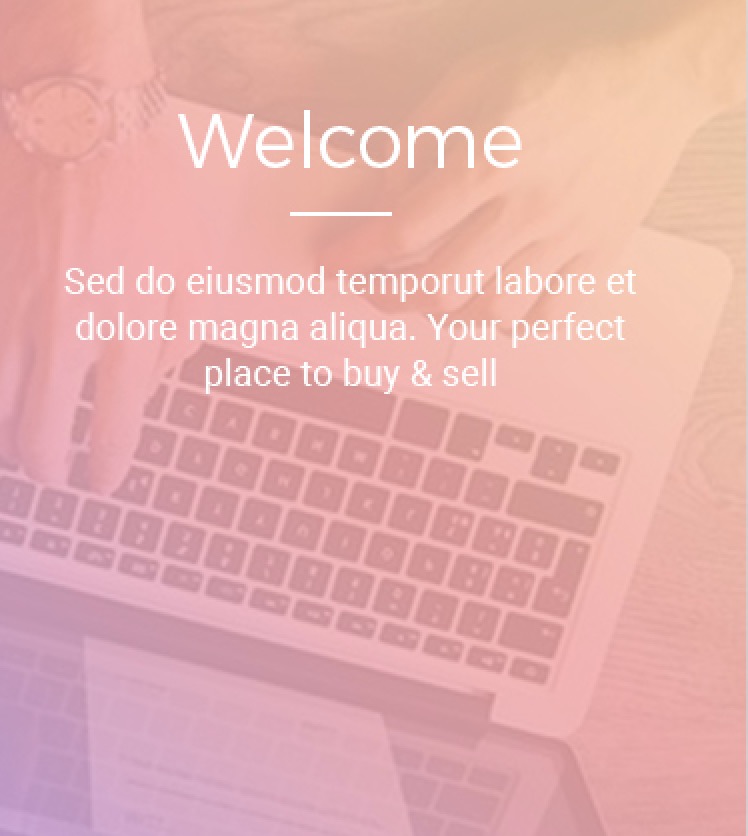 Welcome
Sed do eiusmod temporut labore et
dolore magna aliqua. Your perfect
place to buy & sell